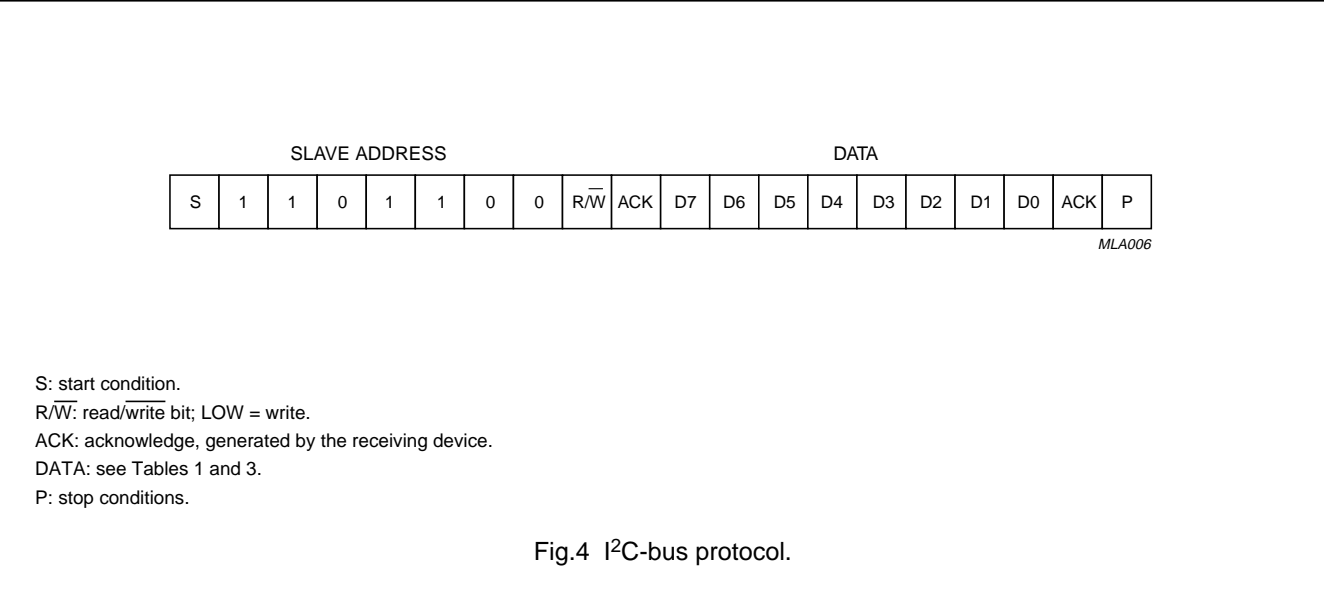 SLAVE ADDRESS DATA
S 1 1 0 1 1 0 0 R/W̅ ACK D7 D6 D5 D4 D3 D2 D1 D0 ACK P
MLA006
S: start condition.
R/W̅: read/w̅r̅i̅t̅e̅ bit; LOW = write.
ACK: acknowledge, generated by the receiving device.
DATA: see Tables 1 and 3.
P: stop conditions.
Fig.4 I²C-bus protocol.